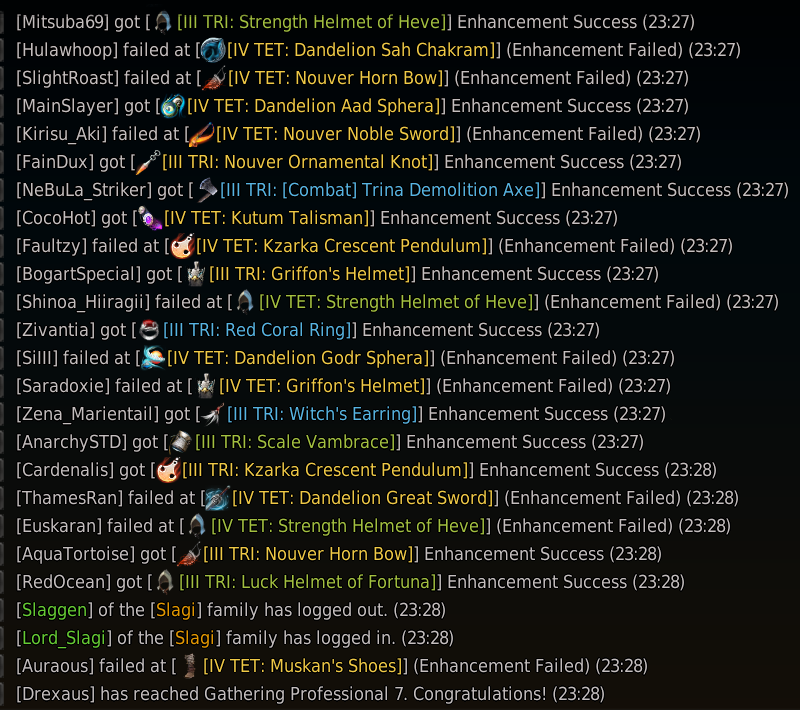 [Mitsuba69] got [ [III TRI: Strength Helmet of Heve]] Enhancement Success (23:27)
[Hulawhoop] failed at [ [IV TET: Dandelion Sah Chakram]] (Enhancement Failed) (23:27)
[SlightRoast] failed at [ [IV TET: Nouver Horn Bow]] (Enhancement Failed) (23:27)
[MainSlayer] got [ [IV TET: Dandelion Aad Sphera]] Enhancement Success (23:27)
[Kirisu_Aki] failed at [ [IV TET: Nouver Noble Sword]] (Enhancement Failed) (23:27)
[FainDux] got [ [III TRI: Nouver Ornamental Knot]] Enhancement Success (23:27)
[NeBuLa_Striker] got [ [III TRI: [Combat] Trina Demolition Axe]] Enhancement Success (23:27)
[CocoHot] got [ [IV TET: Kutum Talisman]] Enhancement Success (23:27)
[Faultzy] failed at [ [IV TET: Kzarka Crescent Pendulum]] (Enhancement Failed) (23:27)
[BogartSpecial] got [ [III TRI: Griffon's Helmet]] Enhancement Success (23:27)
[Shinoa_Hiiragii] failed at [ [IV TET: Strength Helmet of Heve]] (Enhancement Failed) (23:27)
[Zivantia] got [ [III TRI: Red Coral Ring]] Enhancement Success (23:27)
[SiIII] failed at [ [IV TET: Dandelion Godr Sphera]] (Enhancement Failed) (23:27)
[Saradoxie] failed at [ [IV TET: Griffon's Helmet]] (Enhancement Failed) (23:27)
[Zena_Marientail] got [ [III TRI: Witch's Earring]] Enhancement Success (23:27)
[AnarchySTD] got [ [III TRI: Scale Vambrace]] Enhancement Success (23:27)
[Cardenalis] got [ [III TRI: Kzarka Crescent Pendulum]] Enhancement Success (23:28)
[ThamesRan] failed at [ [IV TET: Dandelion Great Sword]] (Enhancement Failed) (23:28)
[Euskaran] failed at [ [IV TET: Strength Helmet of Heve]] (Enhancement Failed) (23:28)
[AquaTortoise] got [ [III TRI: Nouver Horn Bow]] Enhancement Success (23:28)
[RedOcean] got [ [III TRI: Luck Helmet of Fortuna]] Enhancement Success (23:28)
[Slaggen] of the [Slagi] family has logged out. (23:28)
[Lord_Slagi] of the [Slagi] family has logged in. (23:28)
[Auraous] failed at [ [IV TET: Muskan's Shoes]] (Enhancement Failed) (23:28)
[Drexaus] has reached Gathering Professional 7. Congratulations! (23:28)